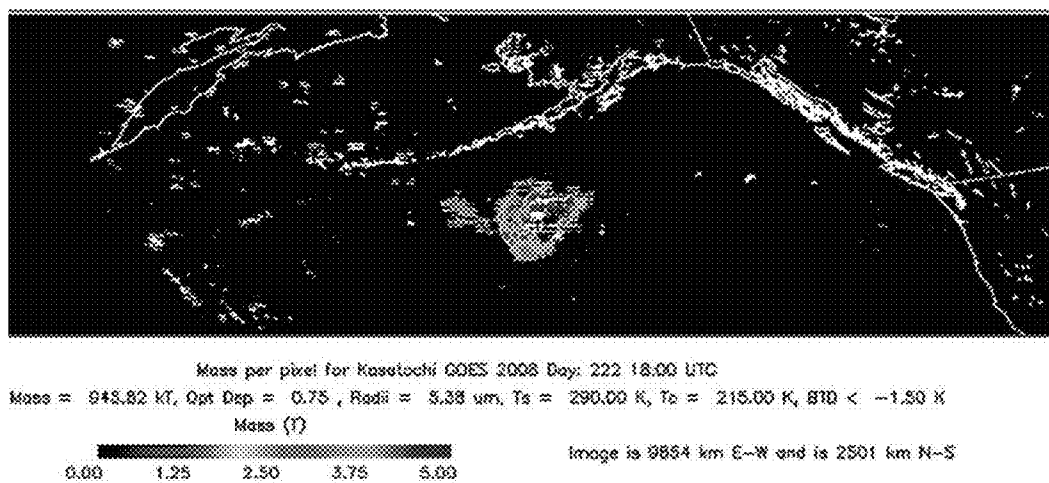 Mass per pixel for Kasatochi GOES 2008 Day: 222 18:00 UTC
Mass = 943.82 kT, Opt Dep = 0.75 , Radii = 5.38 um, Ts = 290.00 K, Tc = 215.00 K, BTD < -1.50 K
Mass (T)
0.00 1.25 2.50 3.75 5.00
Image is 9854 km E-W and is 2501 km N-S